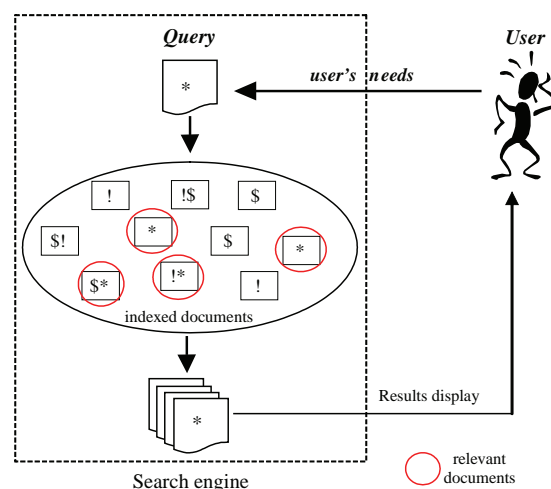 Query
User
user's needs
*
! !$ $
* $ *
$!
$* !* !
indexed documents
*
Results display
relevant
documents
Search engine